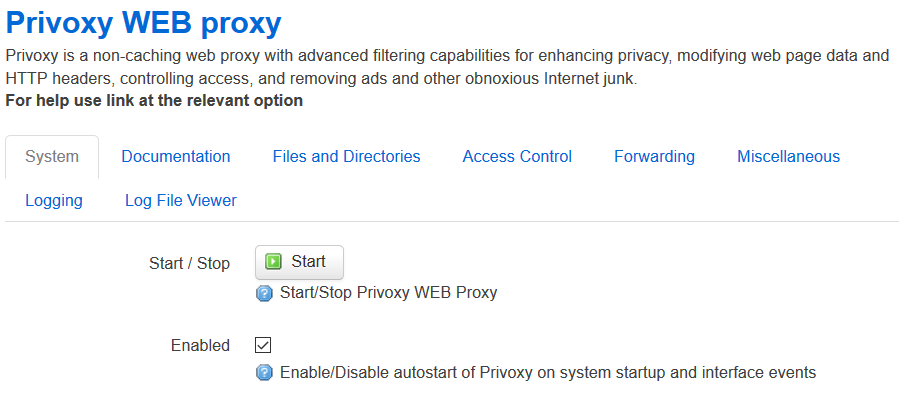 Privoxy WEB proxy
Privoxy is a non-caching web proxy with advanced filtering capabilities for enhancing privacy, modifying web page data and
HTTP headers, controlling access, and removing ads and other obnoxious Internet junk.
For help use link at the relevant option
System Documentation Files and Directories Access Control Forwarding Miscellaneous
Logging Log File Viewer
Start / Stop Start
Start/Stop Privoxy WEB Proxy
Enabled
Enable/Disable autostart of Privoxy on system startup and interface events